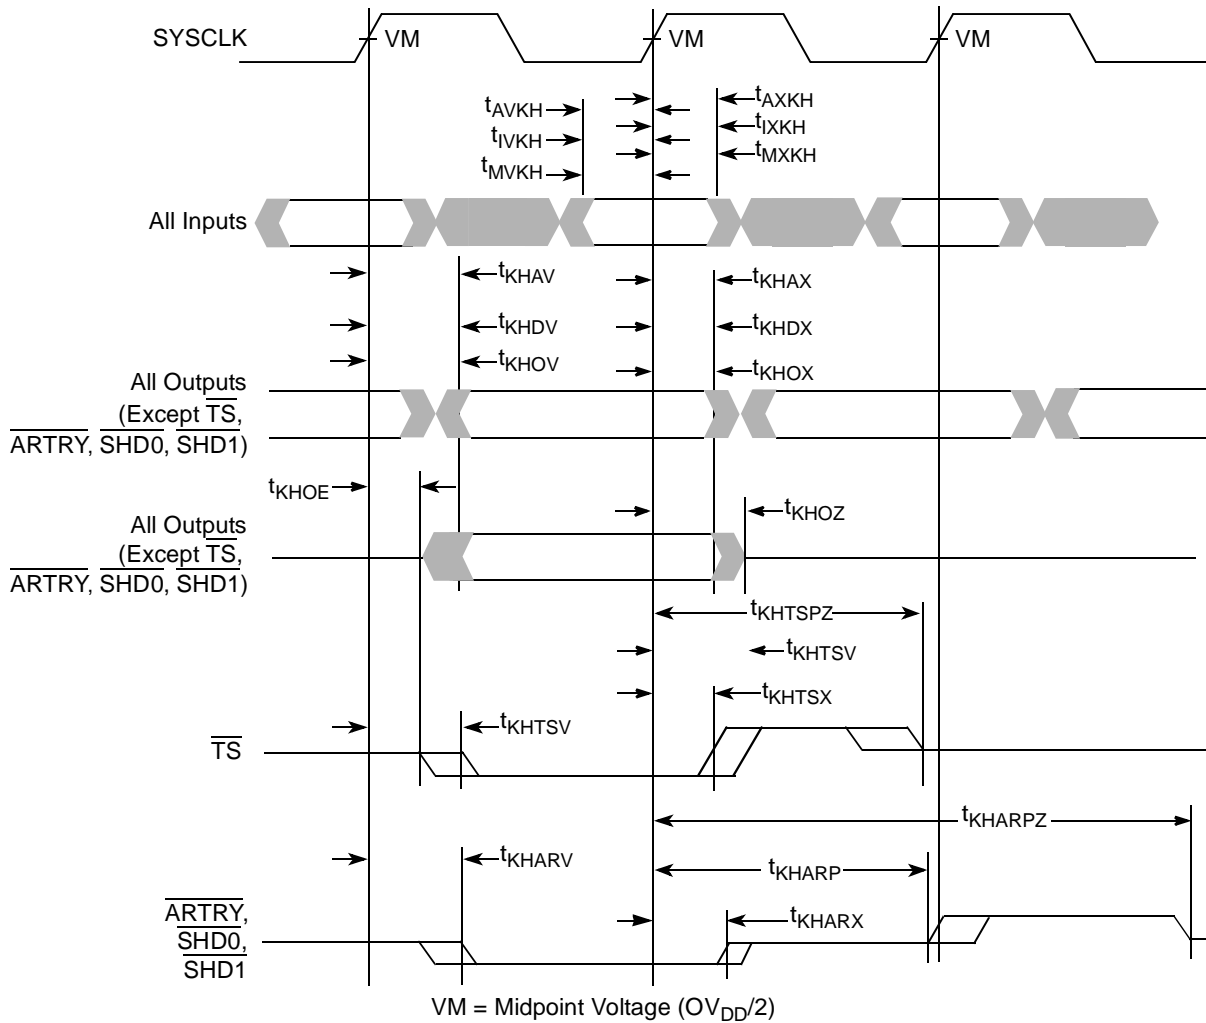 SYSCLK
VM
VM
VM
tAVKH
tAXKH
tIVKH
tIXKH
tMVKH
tMXKH
All Inputs
tKHAV
tKHAX
tKHDV
tKHDX
tKHOV
tKHOX
All Outputs
(Except TS,
ARTRY, SHD0, SHD1)
tKHOE
tKHOZ
All Outputs
(Except TS,
ARTRY, SHD0, SHD1)
tKHTSPZ
tKHTSV
tKHTSX
tKHTSV
TS
tKHARPZ
tKHARV
tKHARP
tKHARX
ARTRY,
SHD0,
SHD1
VM = Midpoint Voltage (OVDD/2)